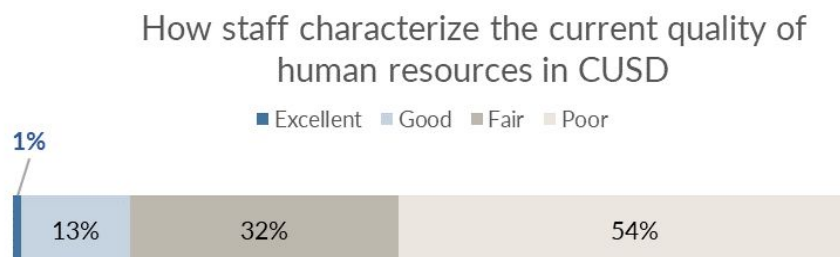 How staff characterize the current quality of
human resources in CUSD
Excellent Good Fair Poor
1%
13% 32% 54%